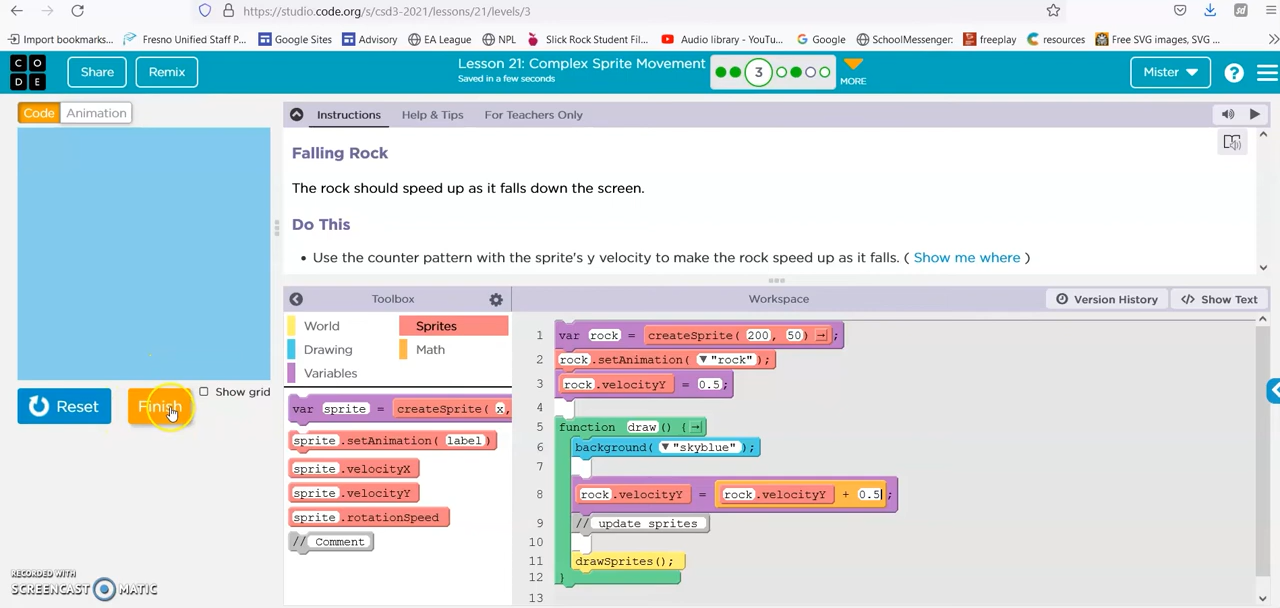 https://studio.code.org/s/csd3-2021/lessons/21/levels/3
Import bookmarks...
Fresno Unified Staff P...
Google Sites
Advisory
EA League
NPL
Slick Rock Student Fil...
Audio library - YouTu...
Google
SchoolMessenger:
freeplay
resources
Free SVG images, SVG ...
C O
D E
Share
Remix
Lesson 21: Complex Sprite Movement
Saved in a few seconds
3
MORE
Mister
?
Code
Animation
Instructions
Help & Tips
For Teachers Only
Falling Rock
The rock should speed up as it falls down the screen.
Do This
• Use the counter pattern with the sprite's y velocity to make the rock speed up as it falls. ( Show me where )
Reset
Finish
Show grid
Toolbox
Workspace
Version History
</> Show Text
World
Sprites
Drawing
Math
Variables
var sprite = createSprite( x,
sprite.setAnimation( label )
sprite.velocityX
sprite.velocityY
sprite.rotationSpeed
// Comment
1 var rock = createSprite( 200, 50) ;
2 rock.setAnimation( "rock");
3 rock.velocityY = 0.5;
4
5 function draw() {
6 background( "skyblue");
7
8 rock.velocityY = rock.velocityY + 0.5;
9 // update sprites
10
11 drawSprites();
12 }
13
RECORDED WITH
SCREENCAST MATIC